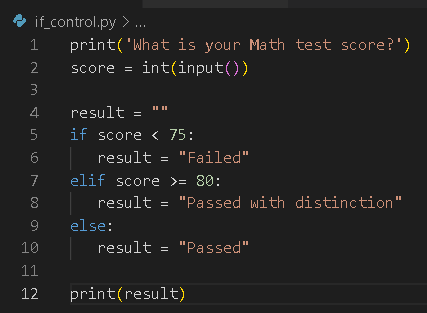 if_control.py > ...
1 print('What is your Math test score?')
2 score = int(input())
3
4 result = ""
5 if score < 75:
6     result = "Failed"
7 elif score >= 80:
8     result = "Passed with distinction"
9 else:
10     result = "Passed"
11
12 print(result)